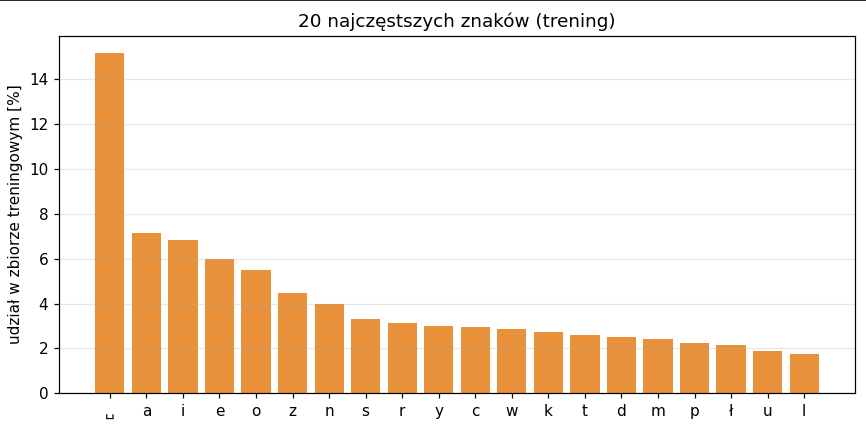 20 najczęstszych znaków (trening)
udział w zbiorze treningowym [%]
14
12
10
8
6
4
2
0
␣ a i e o z n s r y c w k t d m p ł u l